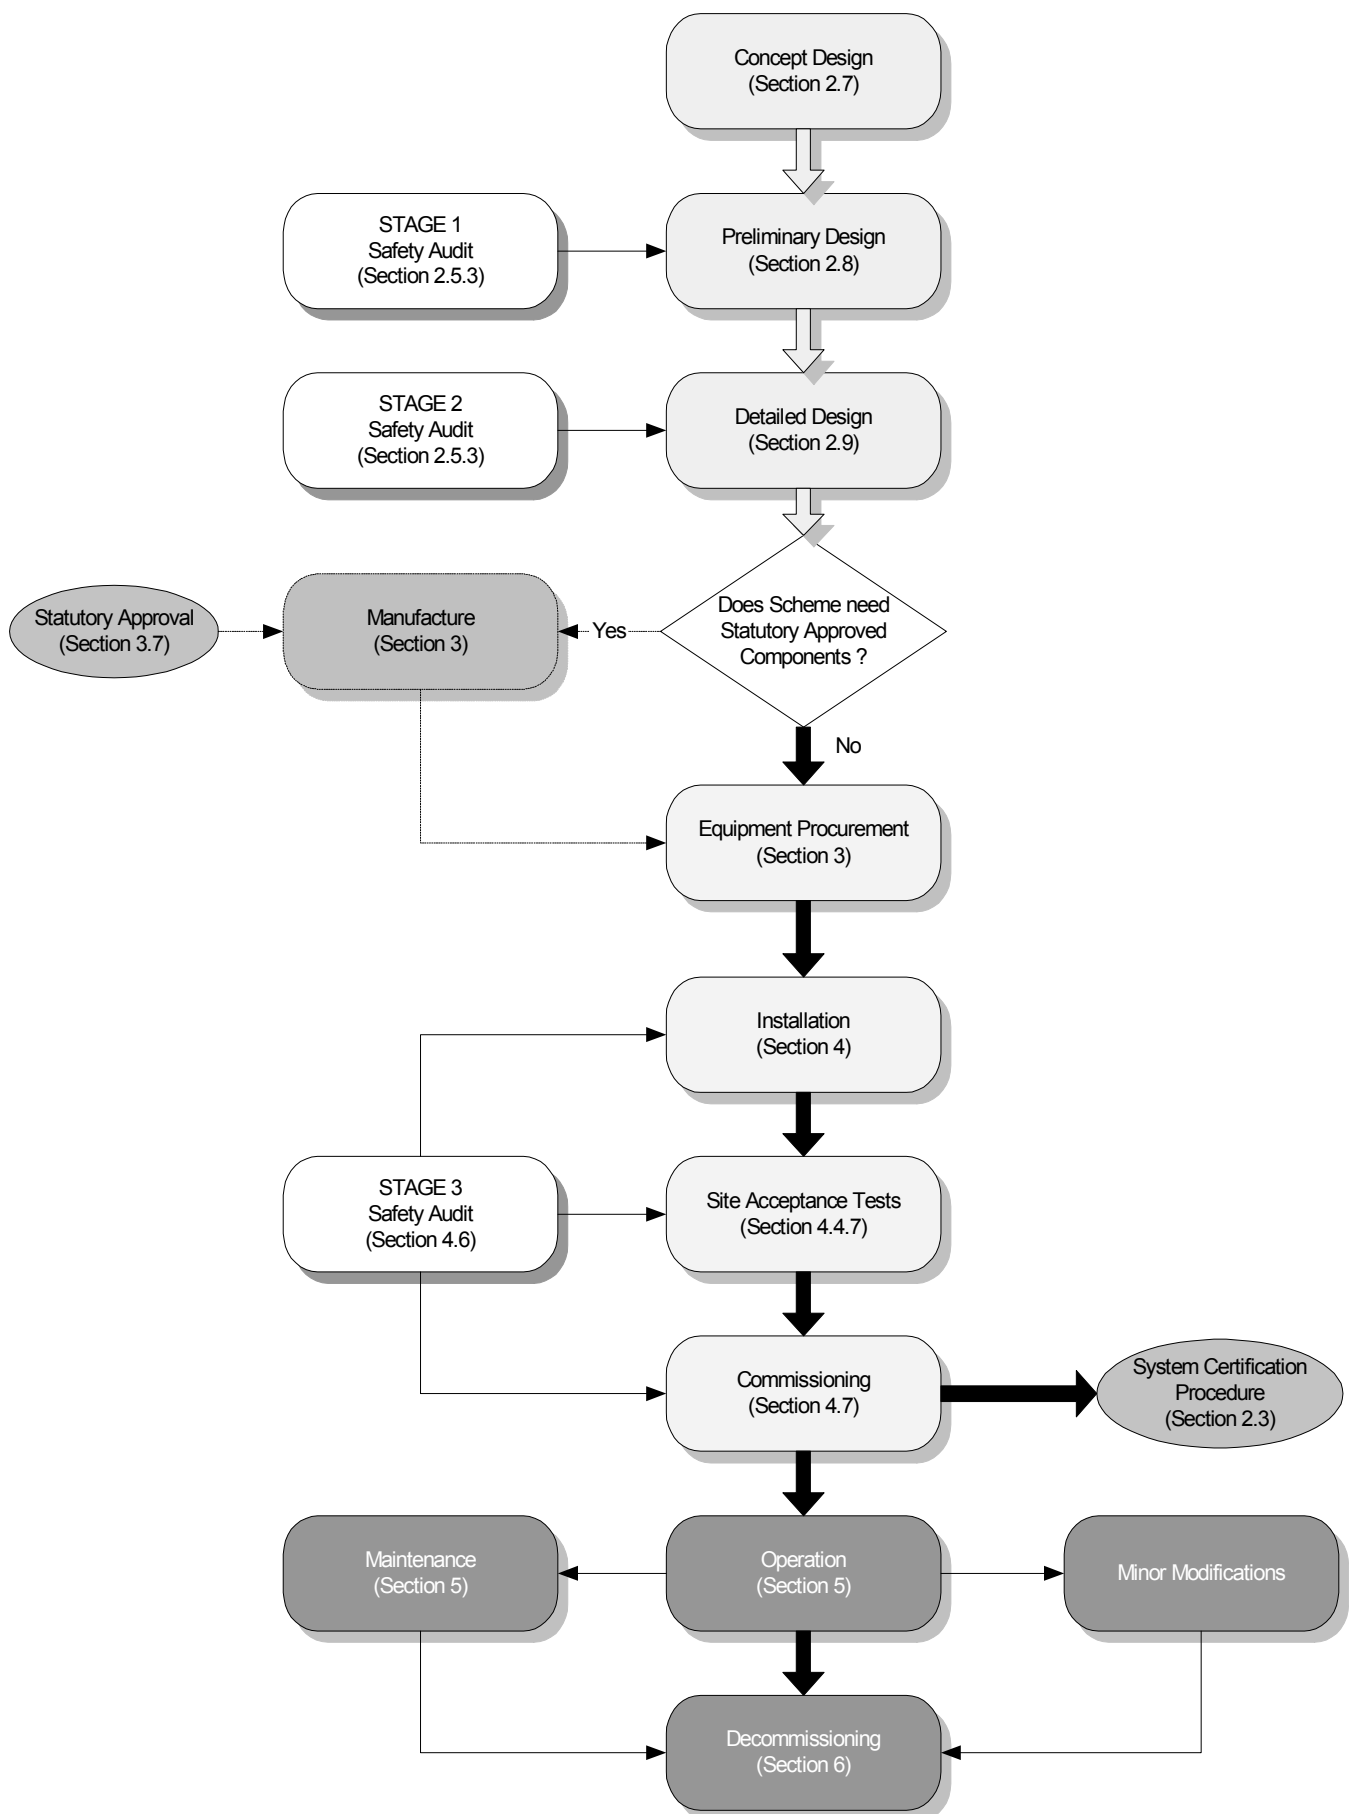 Concept Design
(Section 2.7)
STAGE 1
Safety Audit
(Section 2.5.3)
Preliminary Design
(Section 2.8)
STAGE 2
Safety Audit
(Section 2.5.3)
Detailed Design
(Section 2.9)
Statutory Approval
(Section 3.7)
Manufacture
(Section 3)
Yes
Does Scheme need
Statutory Approved
Components ?
No
Equipment Procurement
(Section 3)
Installation
(Section 4)
STAGE 3
Safety Audit
(Section 4.6)
Site Acceptance Tests
(Section 4.4.7)
Commissioning
(Section 4.7)
System Certification
Procedure
(Section 2.3)
Maintenance
(Section 5)
Operation
(Section 5)
Minor Modifications
Decommissioning
(Section 6)